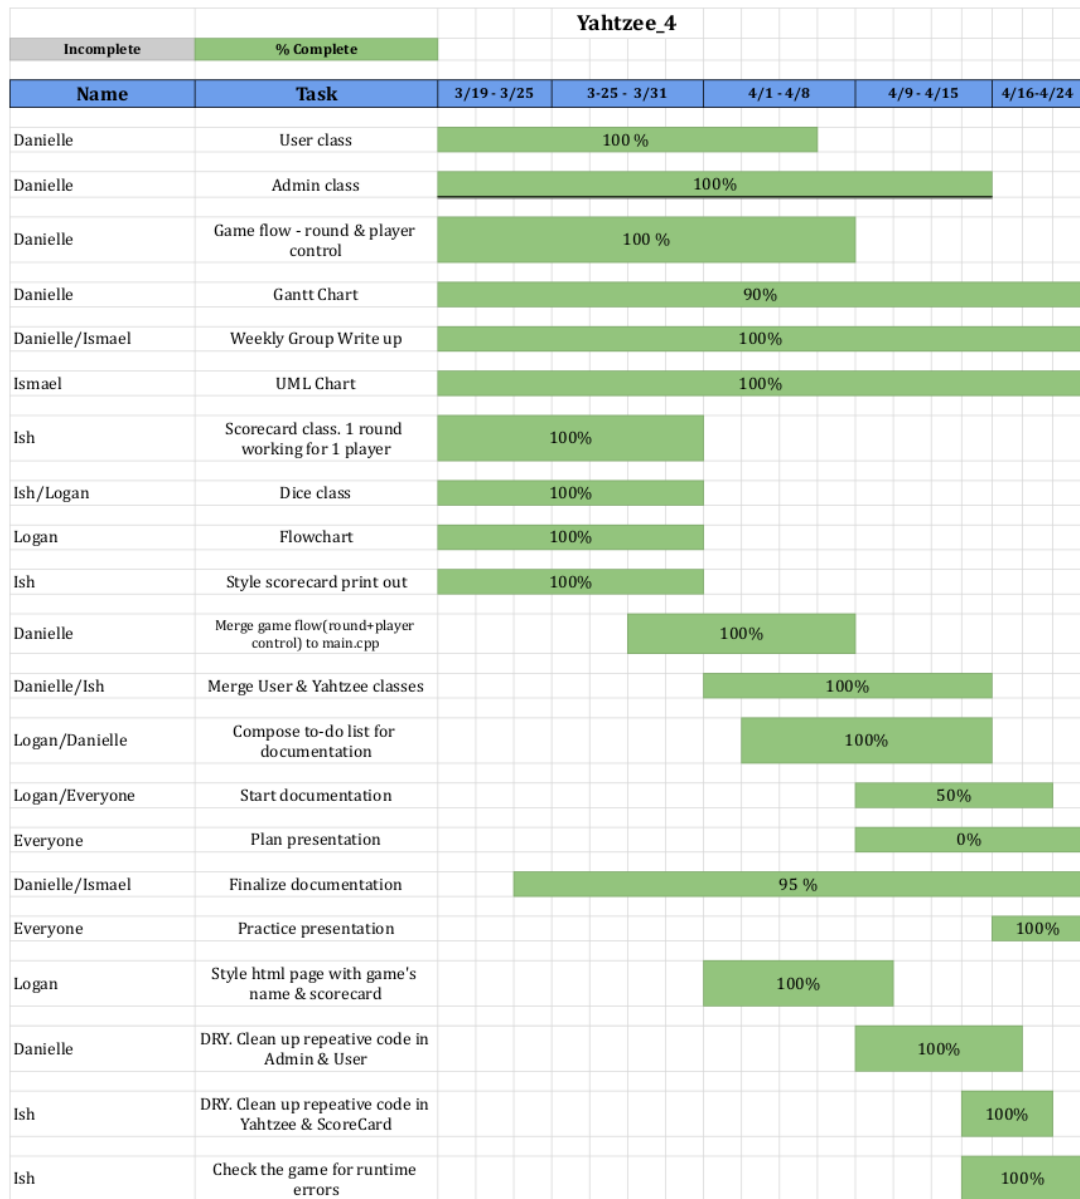 Yahtzee_4
Incomplete % Complete
Name Task 3/19 - 3/25 3-25 - 3/31 4/1 - 4/8 4/9 - 4/15 4/16-4/24
Danielle User class 100 %
Danielle Admin class 100%
Danielle Game flow - round & player control 100 %
Danielle Gantt Chart 90%
Danielle/Ismael Weekly Group Write up 100%
Ismael UML Chart 100%
Ish Scorecard class. 1 round working for 1 player 100%
Ish/Logan Dice class 100%
Logan Flowchart 100%
Ish Style scorecard print out 100%
Danielle Merge game flow(round+player control) to main.cpp 100%
Danielle/Ish Merge User & Yahtzee classes 100%
Logan/Danielle Compose to-do list for documentation 100%
Logan/Everyone Start documentation 50%
Everyone Plan presentation 0%
Danielle/Ismael Finalize documentation 95 %
Everyone Practice presentation 100%
Logan Style html page with game's name & scorecard 100%
Danielle DRY. Clean up repeative code in Admin & User 100%
Ish DRY. Clean up repeative code in Yahtzee & ScoreCard 100%
Ish Check the game for runtime errors 100%